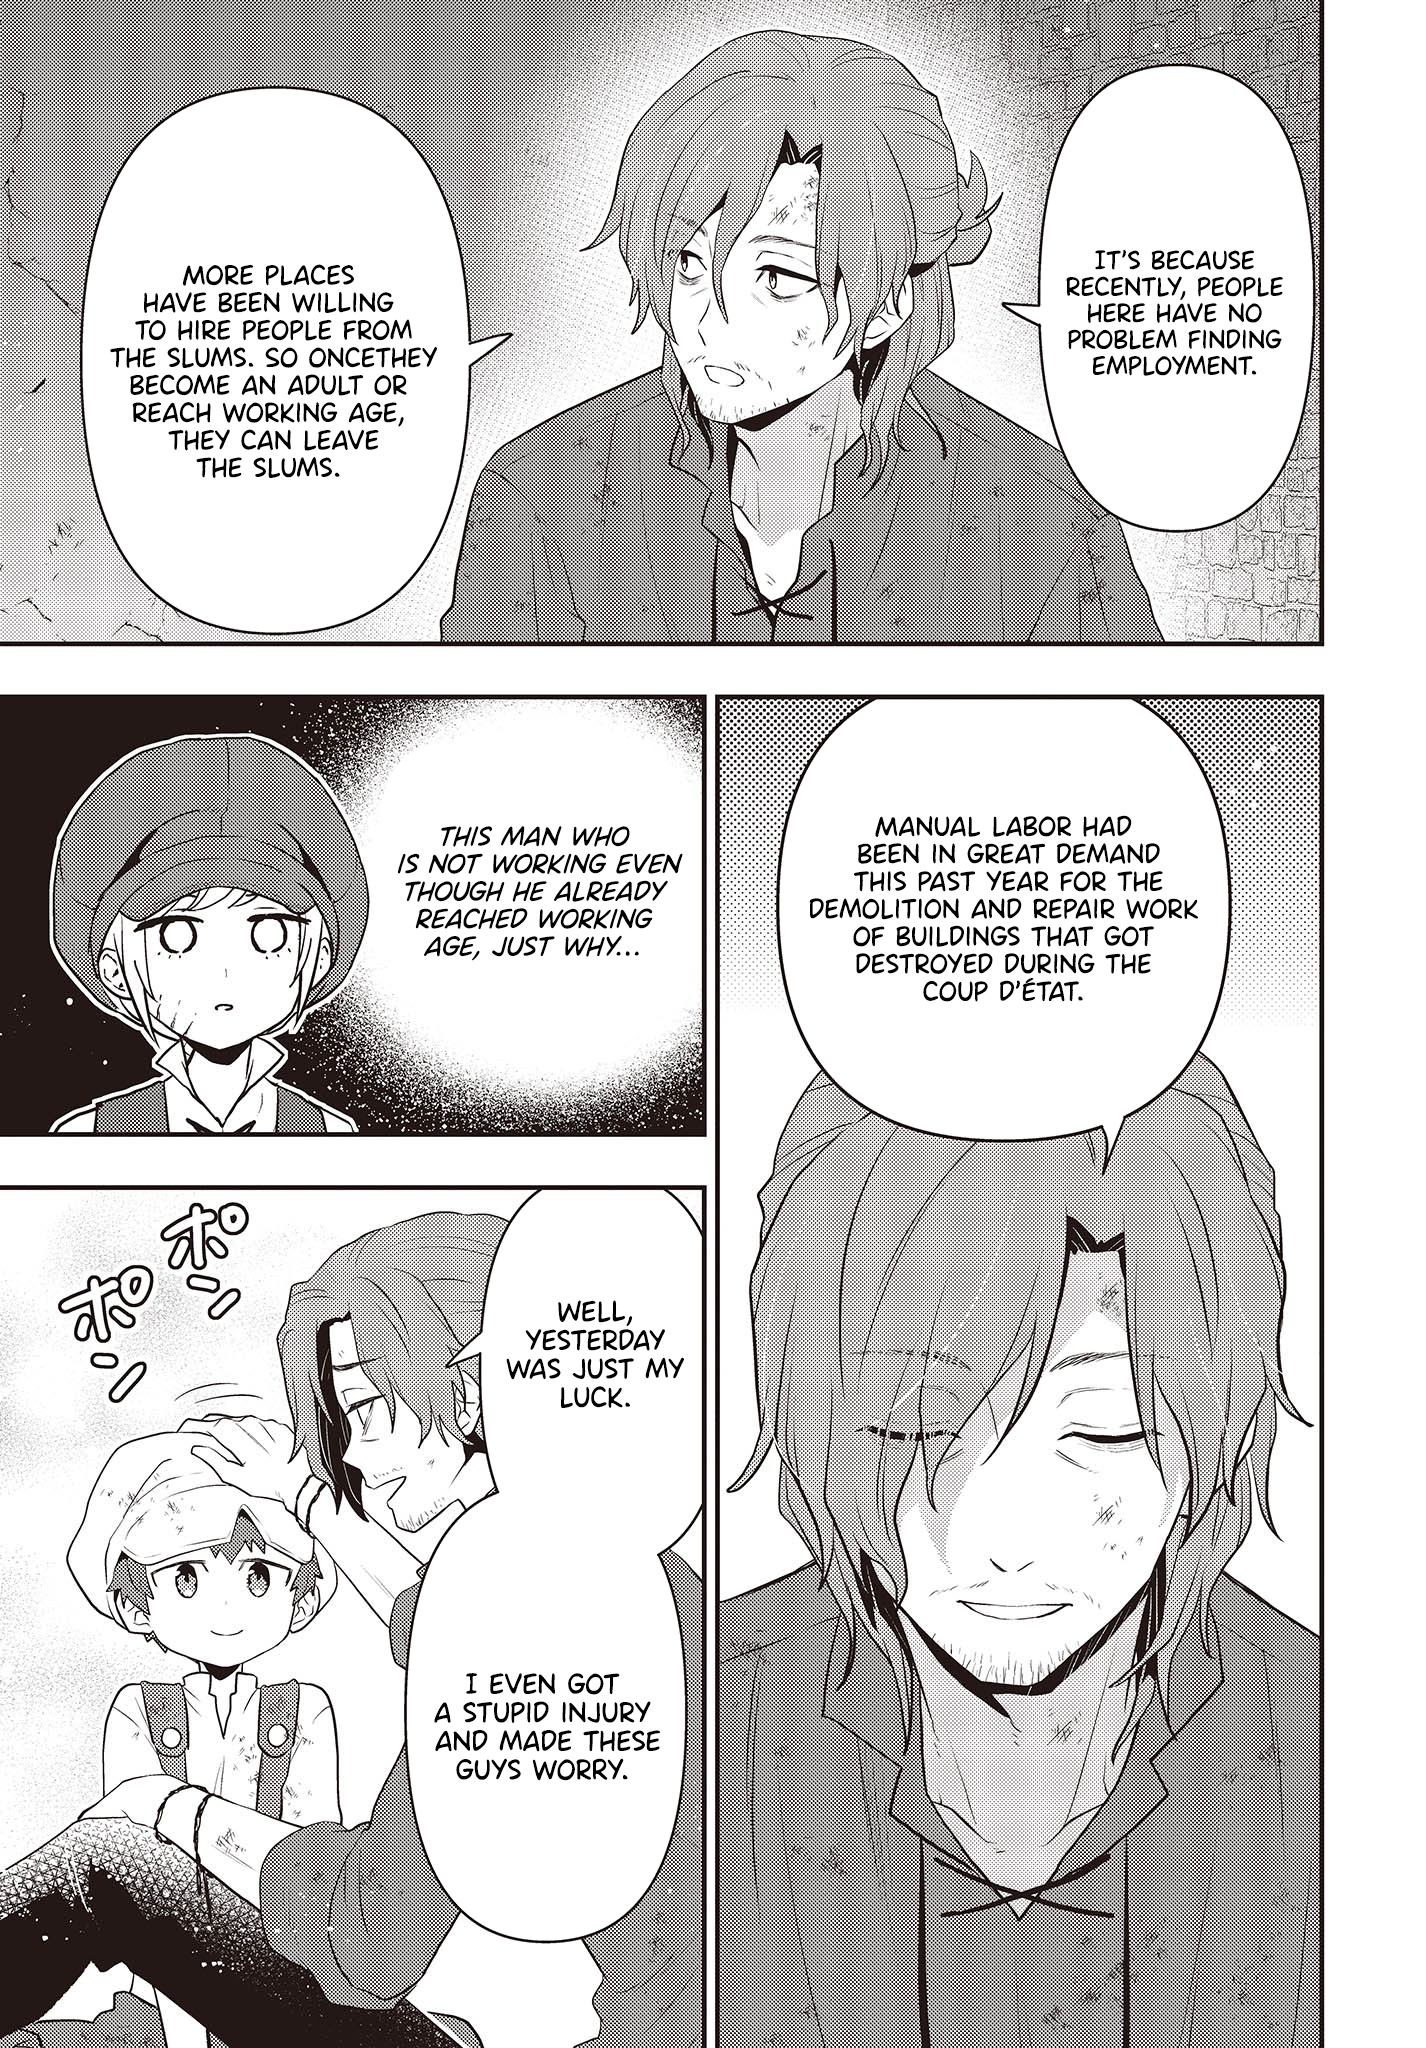 IT'S BECAUSE
RECENTLY, PEOPLE
HERE HAVE NO
PROBLEM FINDING
EMPLOYMENT.
MORE PLACES
HAVE BEEN WILLING
TO HIRE PEOPLE FROM
THE SLUMS. SO ONCETHEY
BECOME AN ADULT OR
REACH WORKING AGE,
THEY CAN LEAVE
THE SLUMS.
MANUAL LABOR HAD
BEEN IN GREAT DEMAND
THIS PAST YEAR FOR THE
DEMOLITION AND REPAIR WORK
OF BUILDINGS THAT GOT
DESTROYED DURING THE
COUP D'ÉTAT.
THIS MAN WHO
IS NOT WORKING EVEN
THOUGH HE ALREADY
REACHED WORKING
AGE, JUST WHY...
WELL,
YESTERDAY
WAS JUST MY
LUCK.
ポン
ポン
I EVEN GOT
A STUPID INJURY
AND MADE THESE
GUYS WORRY.